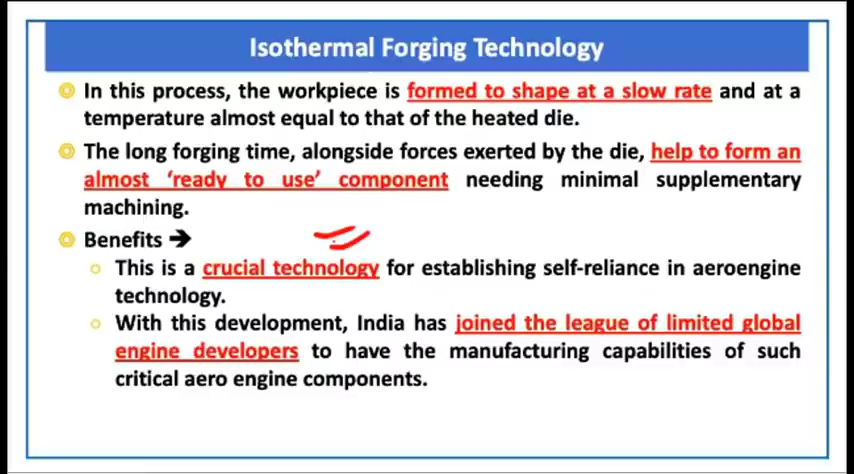 Isothermal Forging Technology
In this process, the workpiece is formed to shape at a slow rate and at a
temperature almost equal to that of the heated die.
The long forging time, alongside forces exerted by the die, help to form an
almost ‘ready to use’ component needing minimal supplementary
machining.
Benefits ➔
This is a crucial technology for establishing self-reliance in aeroengine
technology.
With this development, India has joined the league of limited global
engine developers to have the manufacturing capabilities of such
critical aero engine components.